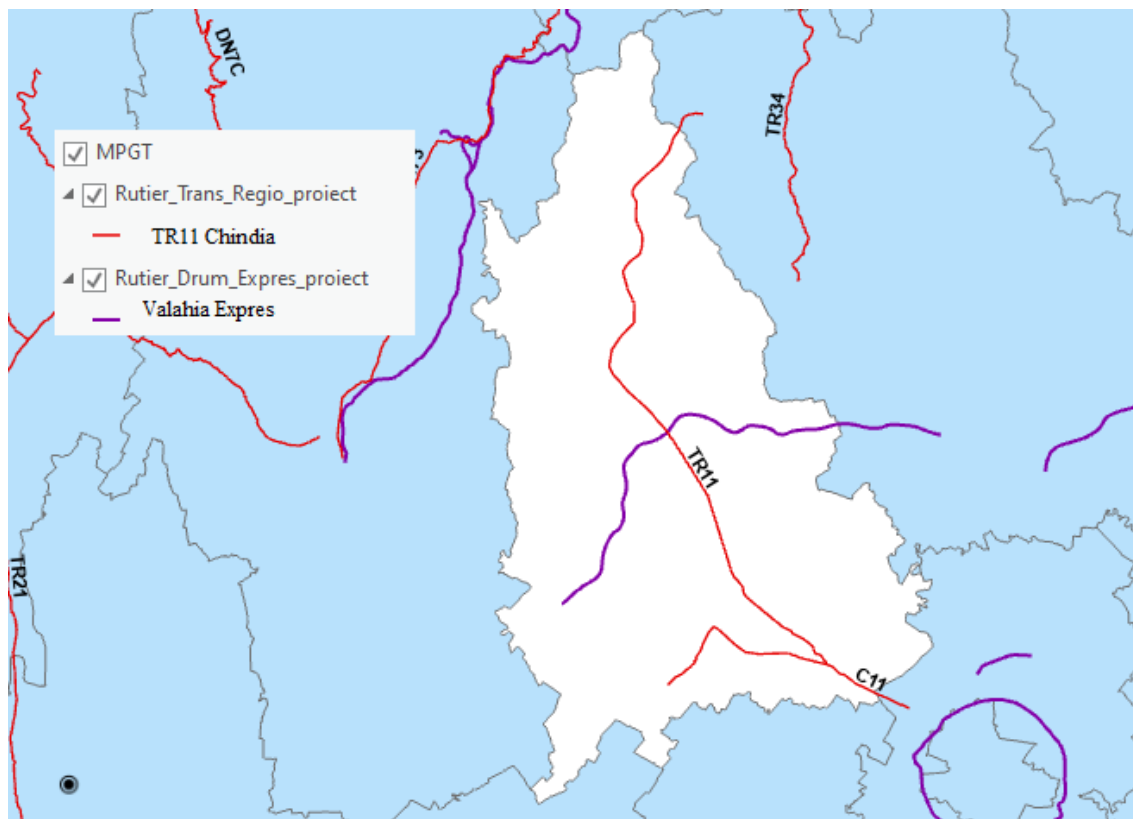 DN7C
TR34
MPGT
Rutier_Trans_Regio_proiect
TR11 Chindia
Rutier_Drum_Expres_proiect
Valahia Expres
TR11
TR21
C11